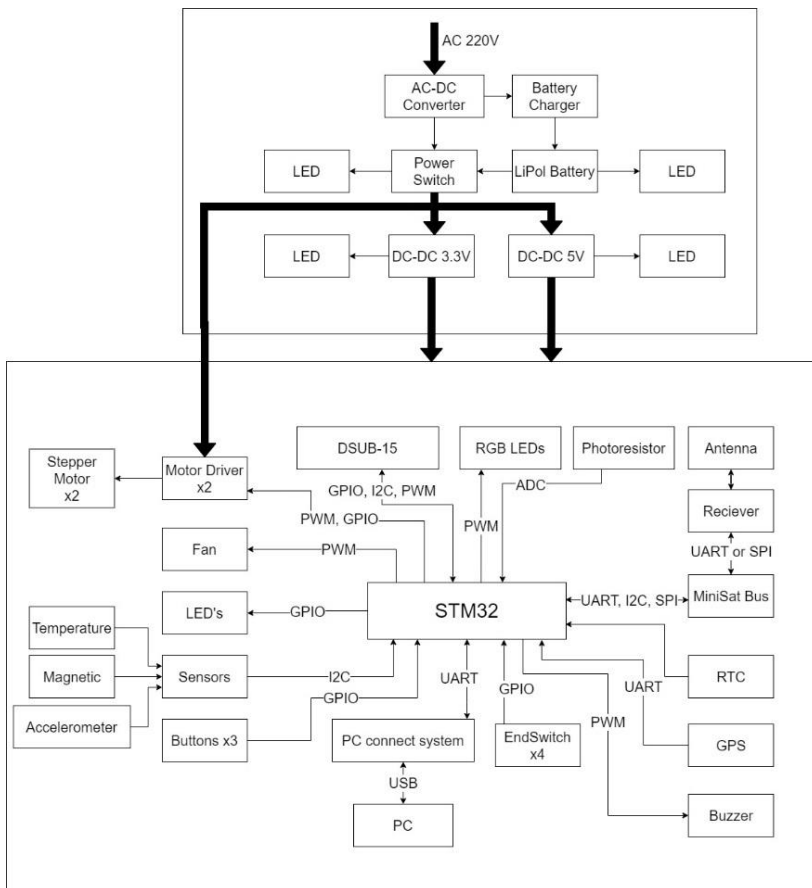 AC 220V
AC-DC
Converter
Battery
Charger
LED
Power
Switch
LiPol Battery
LED
LED
DC-DC 3.3V
DC-DC 5V
LED
DSUB-15
RGB LEDs
Photoresistor
Antenna
Stepper
Motor
x2
Motor Driver
x2
GPIO, I2C, PWM
ADC
Reciever
PWM, GPIO
PWM
Fan
PWM
UART or SPI
LED's
GPIO
STM32
UART, I2C, SPI
MiniSat Bus
Temperature
Magnetic
Sensors
I2C
UART
GPIO
UART
RTC
Accelerometer
GPIO
PWM
Buttons x3
PC connect system
EndSwitch
x4
GPS
USB
PC
Buzzer